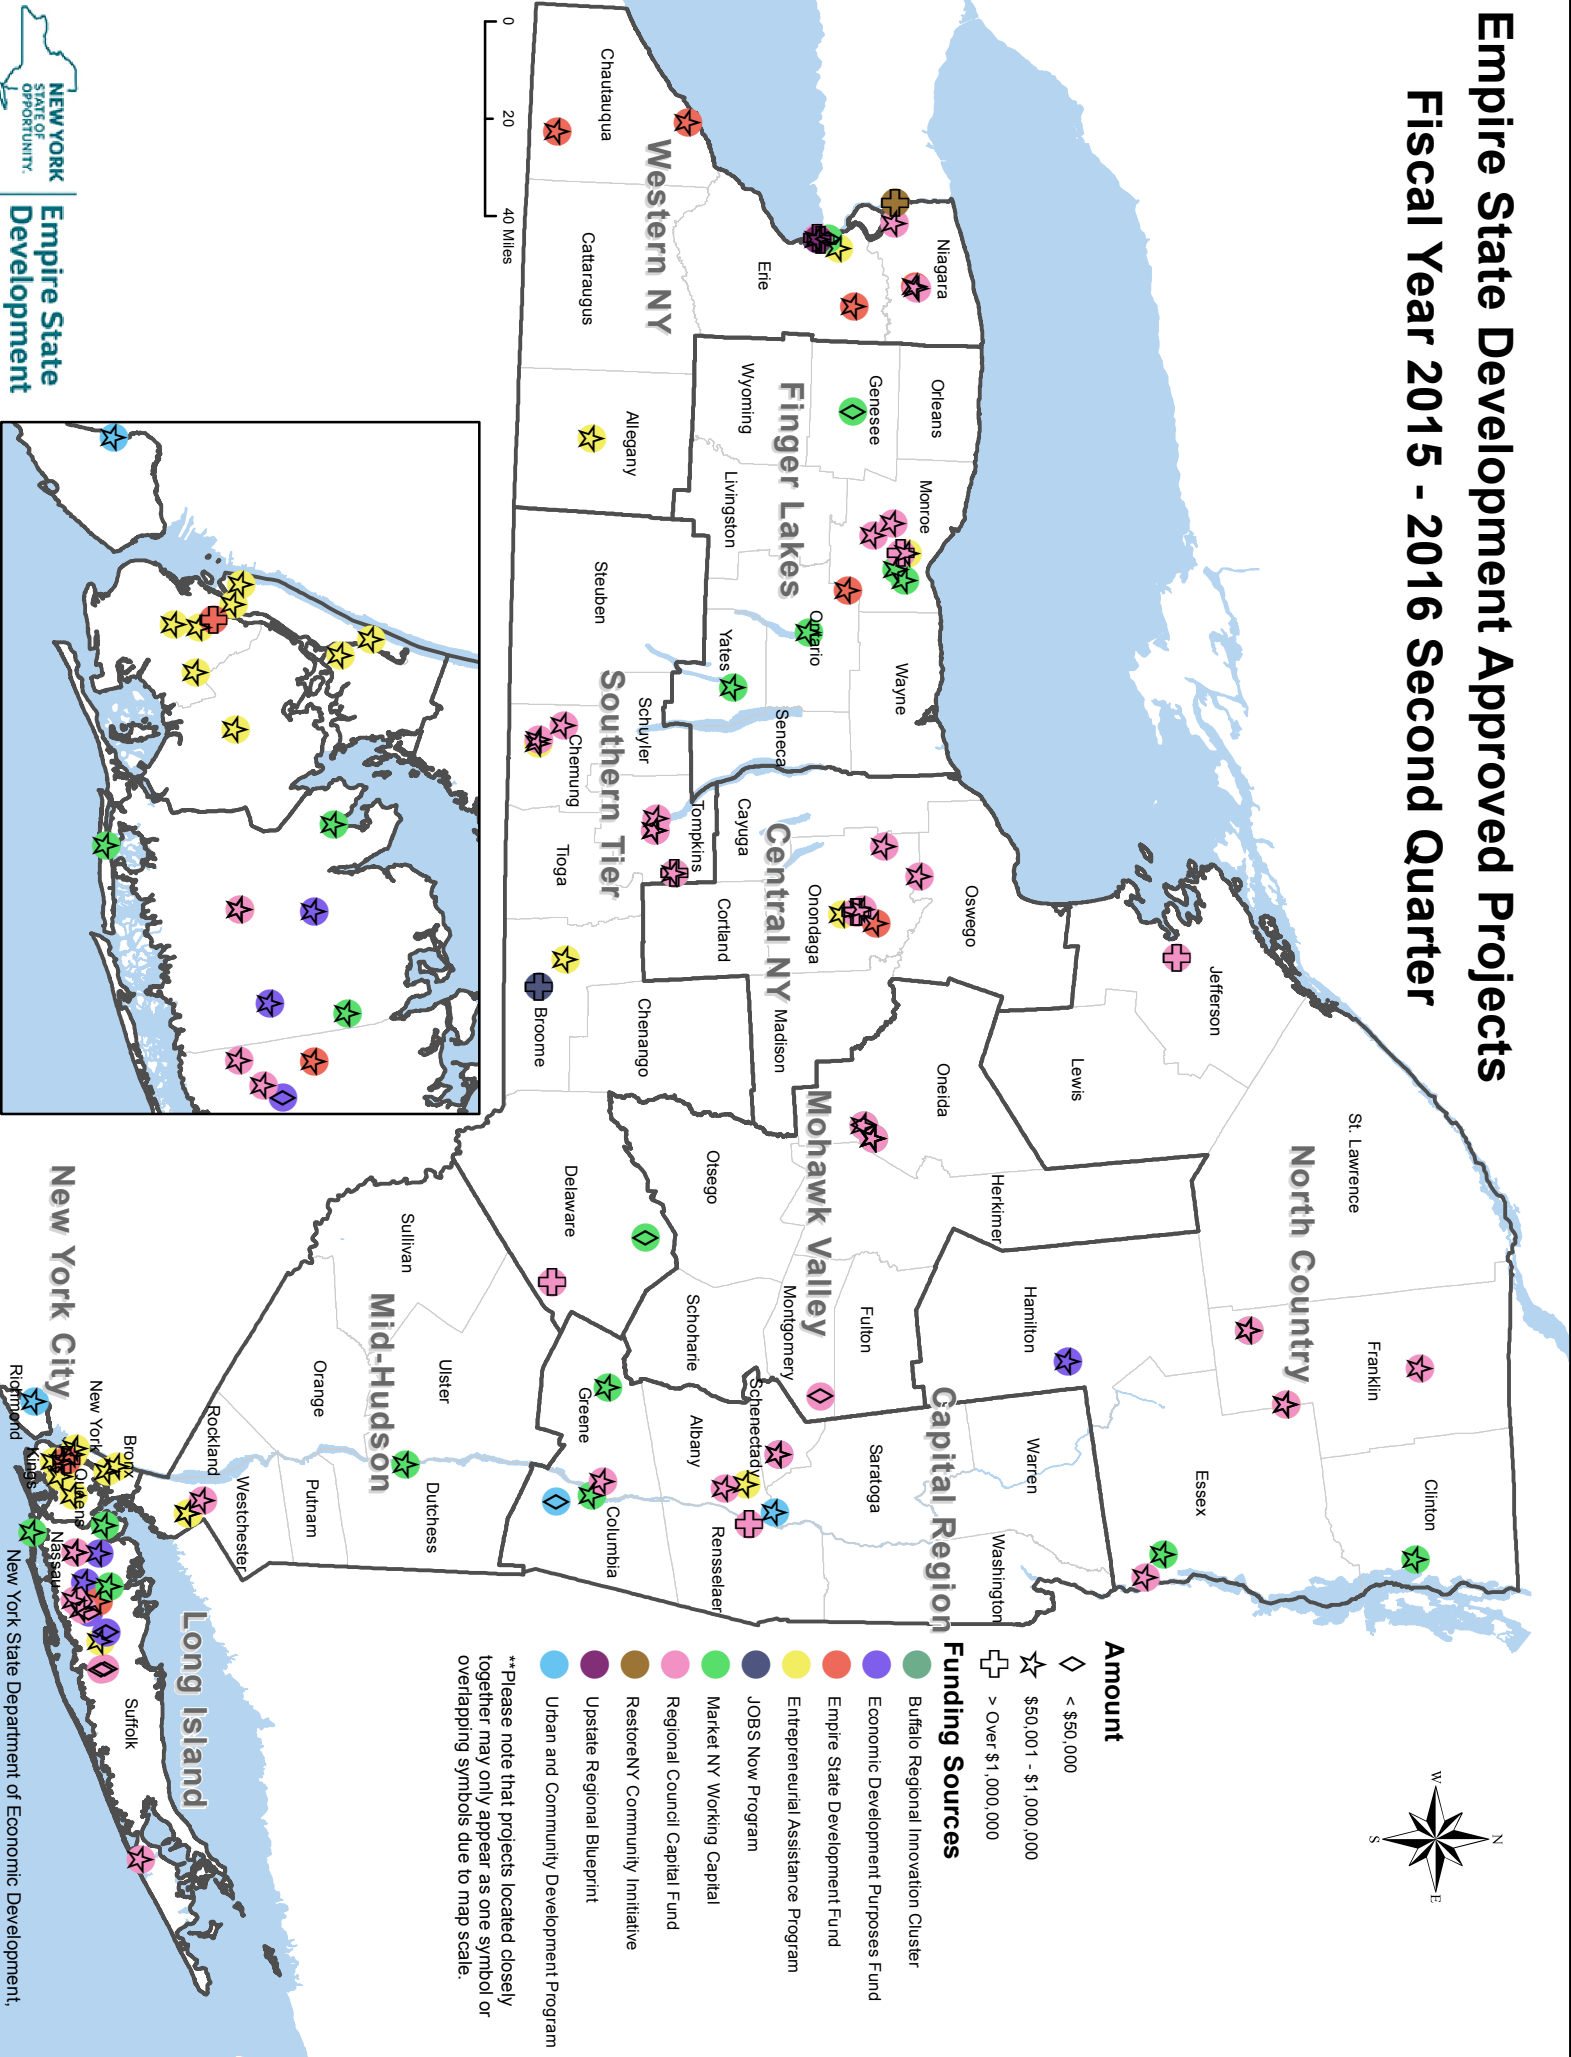 Empire State Development Approved Projects
Fiscal Year 2015 - 2016 Second Quarter
N
W
E
S
St. Lawrence
Franklin
Clinton
North Country
Jefferson
Lewis
Essex
Hamilton
Herkimer
Oneida
Warren
Washington
Oswego
Niagara
Orleans
Monroe
Wayne
Genesee
Ontario
Fulton
Saratoga
Capital Region
Mohawk Valley
Montgomery
Schenectady
Finger Lakes
Wyoming
Livingston
Yates
Seneca
Cayuga
Onondaga
Central NY
Madison
Cortland
Otsego
Schoharie
Albany
Rensselaer
Erie
Western NY
Chautauqua
Cattaraugus
Allegany
Steuben
Schuyler
Chemung
Southern Tier
Tompkins
Tioga
Broome
Chenango
Delaware
Greene
Columbia
0
20
40 Miles
Sullivan
Ulster
Mid-Hudson
Dutchess
Orange
Putnam
Rockland
Westchester
New York City
Bronx
New York
Queens
Kings
Richmond
Nassau
Suffolk
Long Island
Amount
< $50,000
$50,001 - $1,000,000
> Over $1,000,000
Funding Sources
Buffalo Regional Innovation Cluster
Economic Development Purposes Fund
Empire State Development Fund
Entrepreneurial Assistance Program
JOBS Now Program
Market NY Working Capital
Regional Council Capital Fund
RestoreNY Community Innitiative
Upstate Regional Blueprint
Urban and Community Development Program
**Please note that projects located closely
together may only appear as one symbol or
overlapping symbols due to map scale.
NEW YORK
STATE OF
OPPORTUNITY.
Empire State
Development
New York State Department of Economic Development,